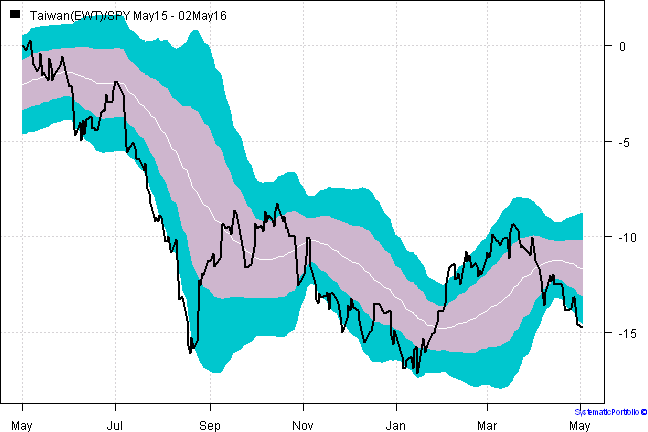 Taiwan(EWT)/SPY May15 - 02May16
0
-5
-10
-15
May Jul Sep Nov Jan Mar May
SystematicPortfolio ©